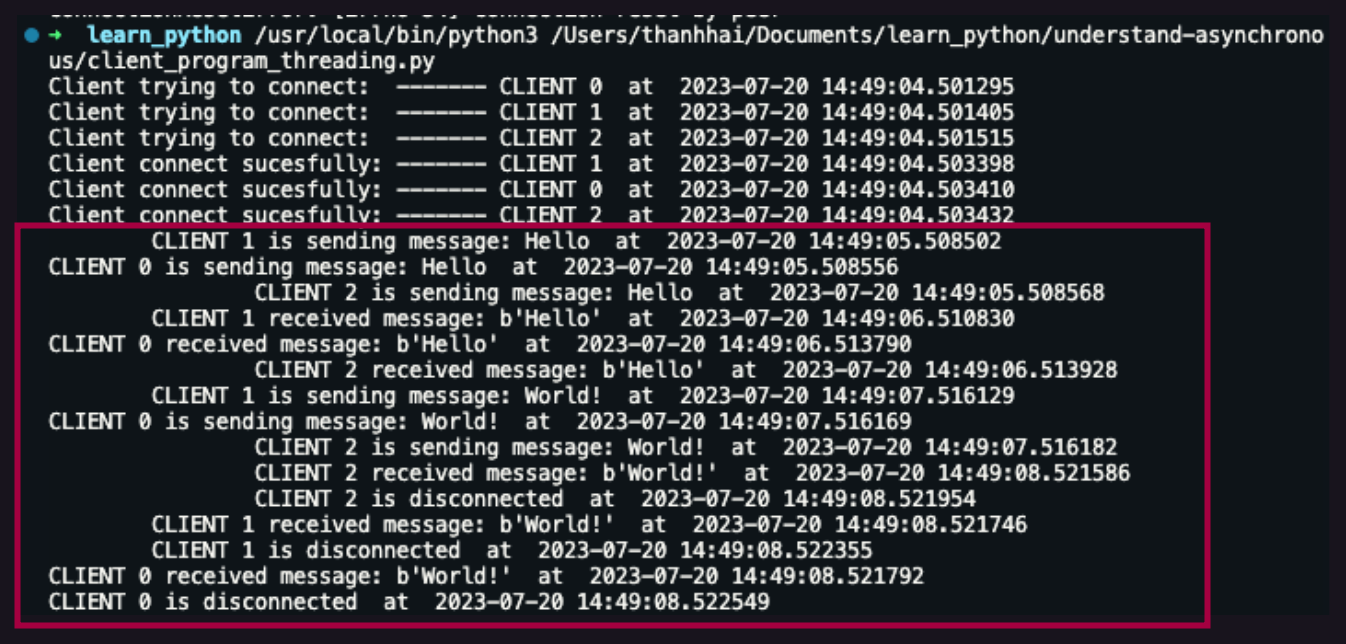 learn_python /usr/local/bin/python3 /Users/thanhhai/Documents/learn_python/understand-asynchrono
us/client_program_threading.py
Client trying to connect:  ------- CLIENT 0  at  2023-07-20 14:49:04.501295
Client trying to connect:  ------- CLIENT 1  at  2023-07-20 14:49:04.501405
Client trying to connect:  ------- CLIENT 2  at  2023-07-20 14:49:04.501515
Client connect sucesfully: ------- CLIENT 1  at  2023-07-20 14:49:04.503398
Client connect sucesfully: ------- CLIENT 0  at  2023-07-20 14:49:04.503410
Client connect sucesfully: ------- CLIENT 2  at  2023-07-20 14:49:04.503432
CLIENT 1 is sending message: Hello  at  2023-07-20 14:49:05.508502
CLIENT 0 is sending message: Hello  at  2023-07-20 14:49:05.508556
CLIENT 2 is sending message: Hello  at  2023-07-20 14:49:05.508568
CLIENT 1 received message: b'Hello'  at  2023-07-20 14:49:06.510830
CLIENT 0 received message: b'Hello'  at  2023-07-20 14:49:06.513790
CLIENT 2 received message: b'Hello'  at  2023-07-20 14:49:06.513928
CLIENT 1 is sending message: World!  at  2023-07-20 14:49:07.516129
CLIENT 0 is sending message: World!  at  2023-07-20 14:49:07.516169
CLIENT 2 is sending message: World!  at  2023-07-20 14:49:07.516182
CLIENT 2 received message: b'World!'  at  2023-07-20 14:49:08.521586
CLIENT 2 is disconnected  at  2023-07-20 14:49:08.521954
CLIENT 1 received message: b'World!'  at  2023-07-20 14:49:08.521746
CLIENT 1 is disconnected  at  2023-07-20 14:49:08.522355
CLIENT 0 received message: b'World!'  at  2023-07-20 14:49:08.521792
CLIENT 0 is disconnected  at  2023-07-20 14:49:08.522549